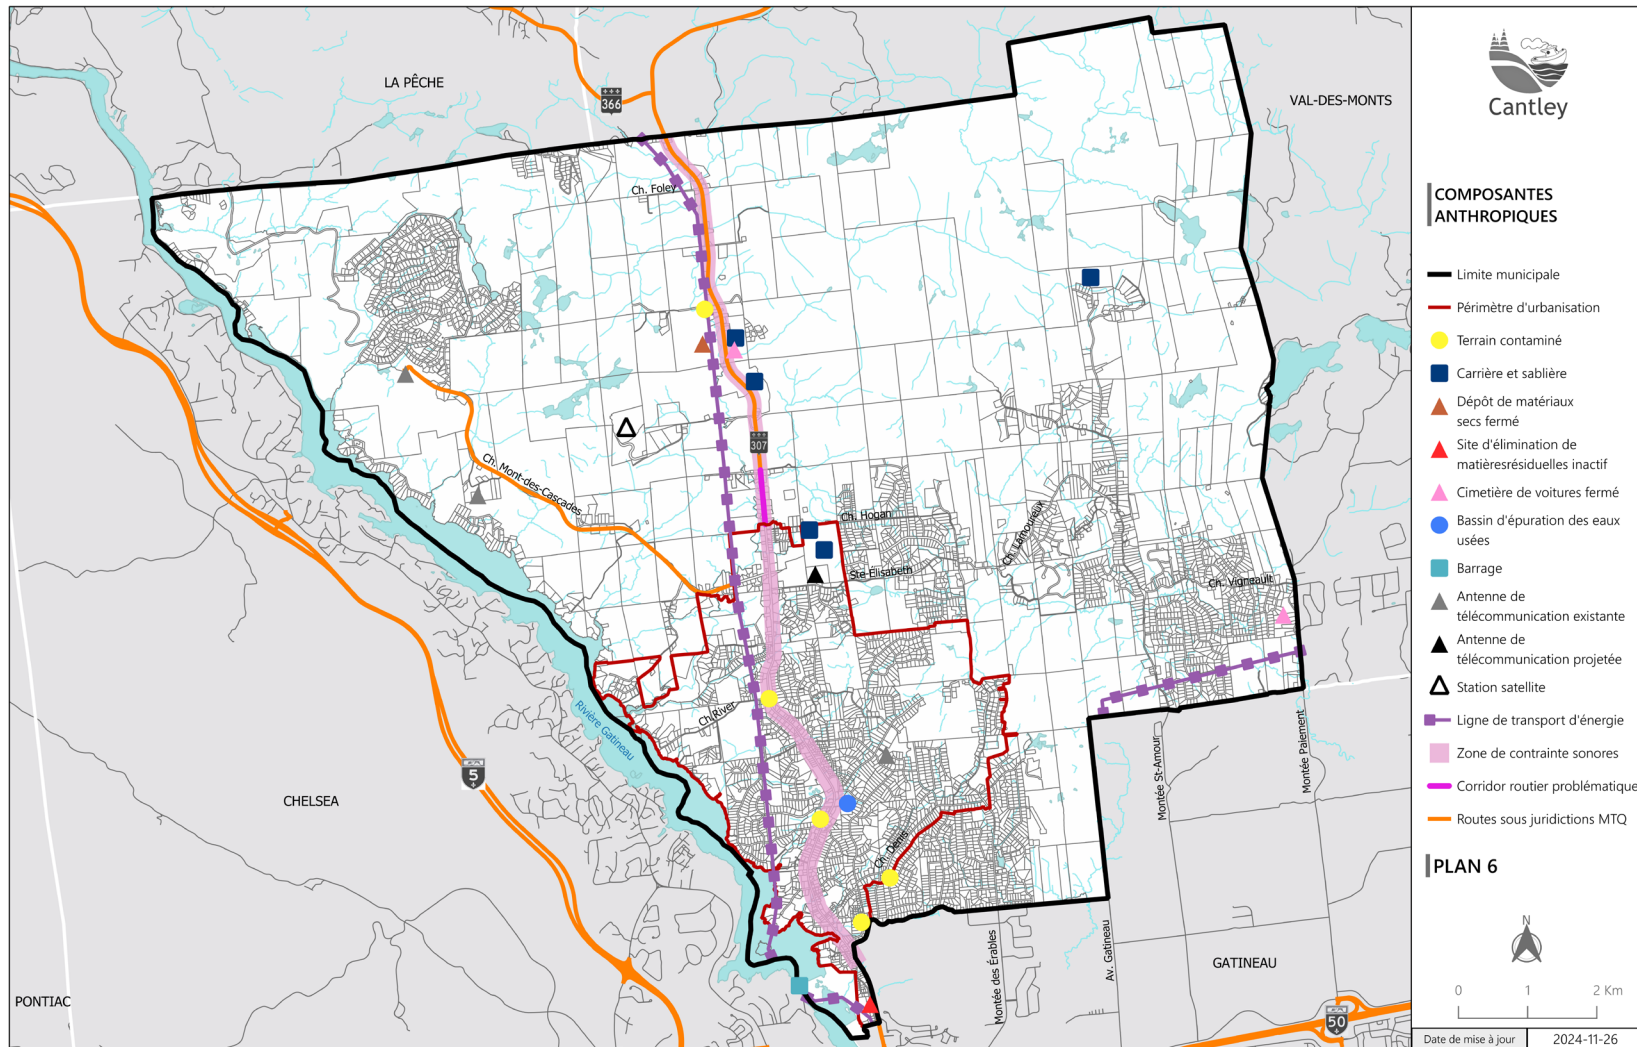 LA PÊCHE
366
VAL-DES-MONTS
Ch. Foley
307
Ch. Mont-des-Cascades
Ch. Hogan
Ste-Élisabeth
Ch. Lamoureux
Ch. Vigneault
Ch River
Rivière Gatineau
5
CHELSEA
Ch. Denis
Montée St-Amour
Montée Paiement
Montée des Érables
Av. Gatineau
GATINEAU
PONTIAC
50
Cantley
COMPOSANTES
ANTHROPIQUES
Limite municipale
Périmètre d'urbanisation
Terrain contaminé
Carrière et sablière
Dépôt de matériaux
secs fermé
Site d'élimination de
matièresrésiduelles inactif
Cimetière de voitures fermé
Bassin d'épuration des eaux
usées
Barrage
Antenne de
télécommunication existante
Antenne de
télécommunication projetée
Station satellite
Ligne de transport d'énergie
Zone de contrainte sonores
Corridor routier problématique
Routes sous juridictions MTQ
PLAN 6
N
0 1 2 Km
Date de mise à jour 2024-11-26